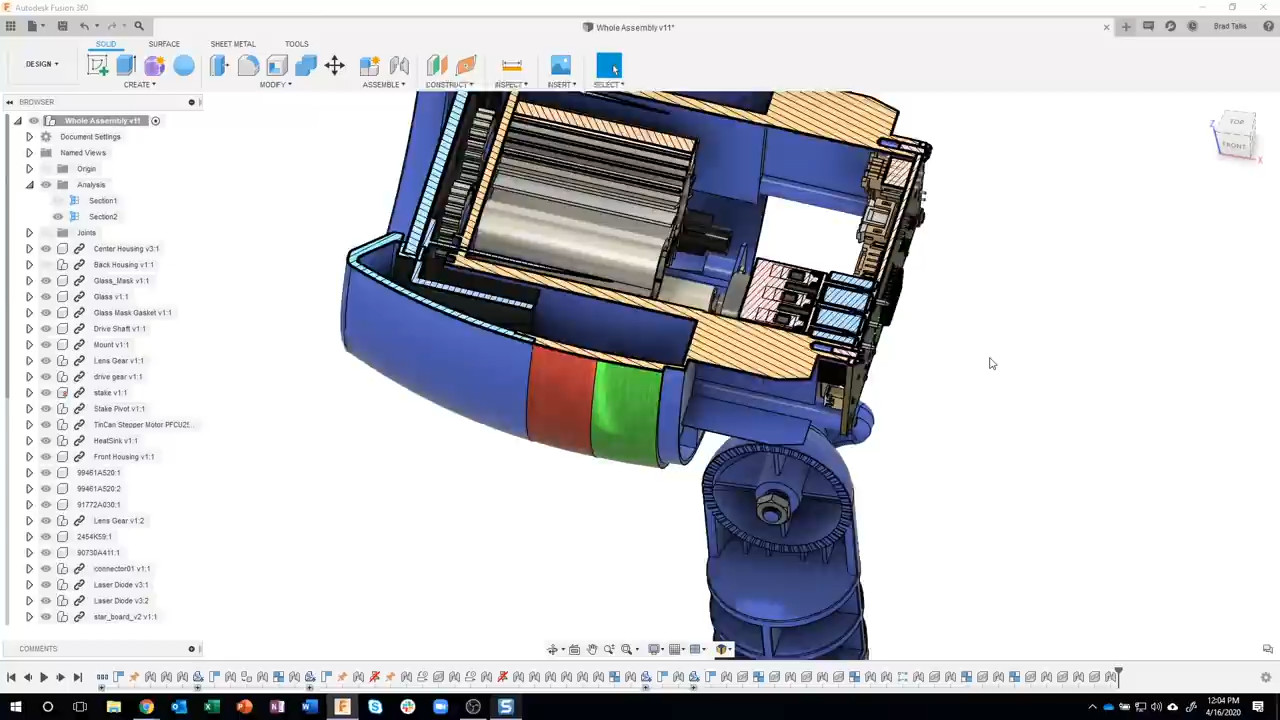 Autodesk Fusion 360
Whole Assembly v11*
Brad Tallis
SOLID SURFACE SHEET METAL TOOLS
DESIGN
CREATE MODIFY ASSEMBLE CONSTRUCT INSPECT INSERT SELECT
BROWSER
Whole Assembly v11
Document Settings
Named Views
Origin
Analysis
Section1
Section2
Joints
Center Housing v3:1
Back Housing v1:1
Glass_Mask v1:1
Glass v1:1
Glass Mask Gasket v1:1
Drive Shaft v1:1
Mount v1:1
Lens Gear v1:1
drive gear v1:1
stake v1:1
Stake Pivot v1:1
TinCan Stepper Motor PFCU25...
HeatSink v1:1
Front Housing v1:1
99461A520:1
99461A520:2
91772A030:1
Lens Gear v1:2
2454K59:1
90730A411:1
connector01 v1:1
Laser Diode v3:1
Laser Diode v3:2
star_board_v2 v1:1
TOP
FRONT
Z
X
COMMENTS
12:04 PM
4/16/2020